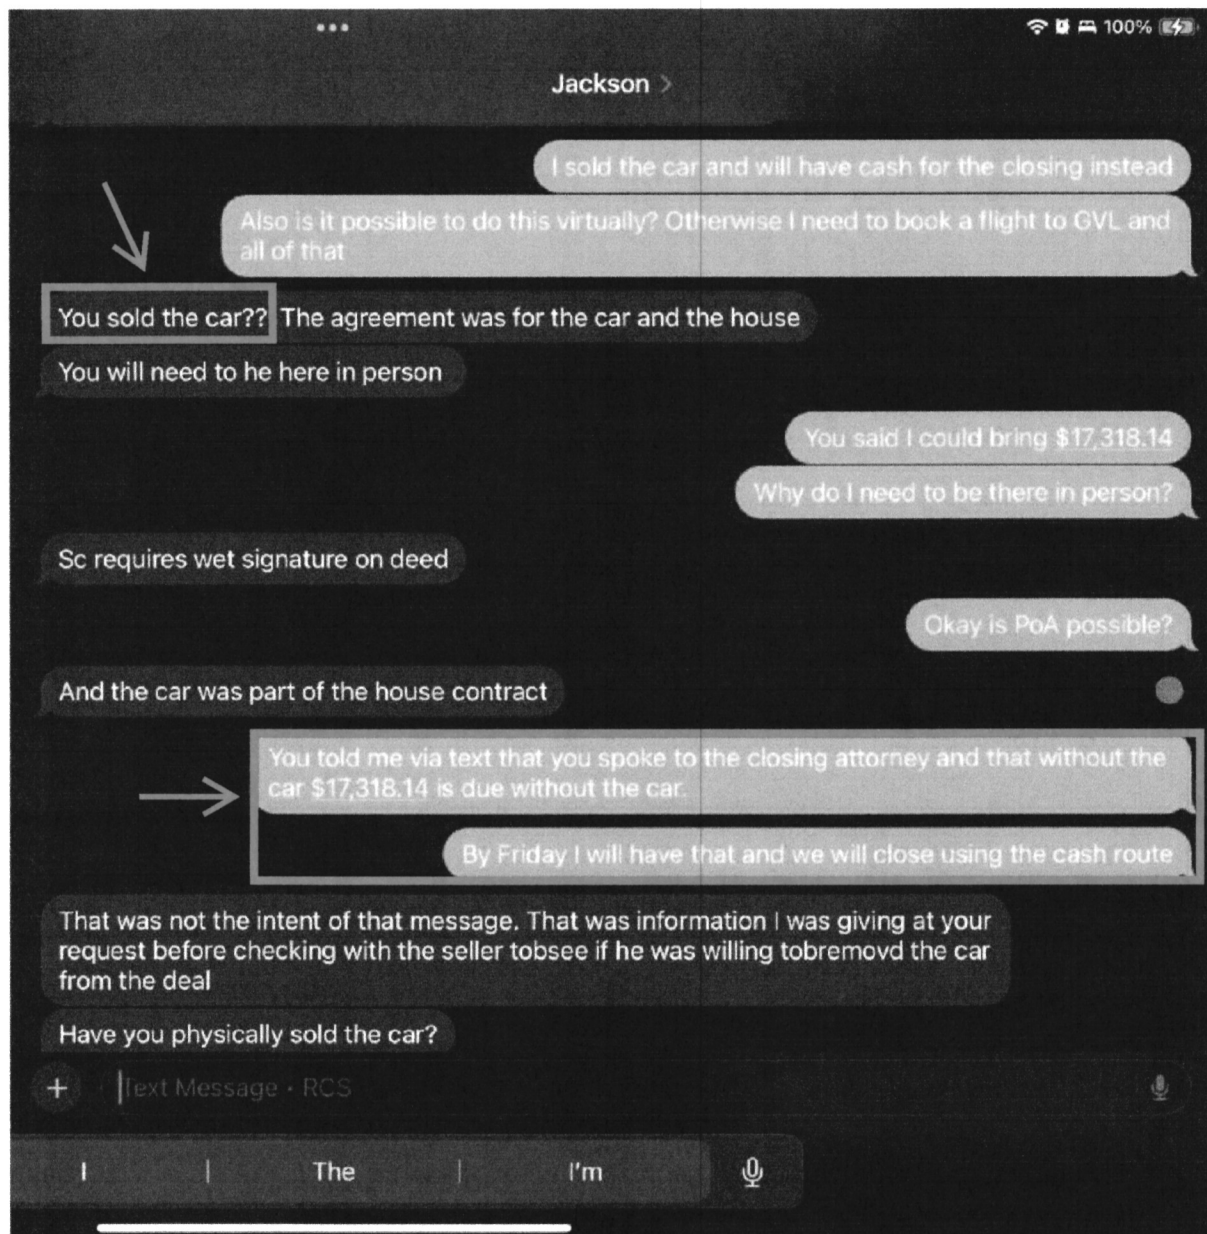 100%
Jackson >
I sold the car and will have cash for the closing instead
Also is it possible to do this virtually? Otherwise I need to book a flight to GVL and
all of that
You sold the car?? The agreement was for the car and the house
You will need to he here in person
You said I could bring $17,318.14
Why do I need to be there in person?
Sc requires wet signature on deed
Okay is PoA possible?
And the car was part of the house contract
You told me via text that you spoke to the closing attorney and that without the
car $17,318.14 is due without the car.
By Friday I will have that and we will close using the cash route
That was not the intent of that message. That was information I was giving at your
request before checking with the seller tobsee if he was willing tobremovd the car
from the deal
Have you physically sold the car?
Text Message • RCS
I | The | I'm